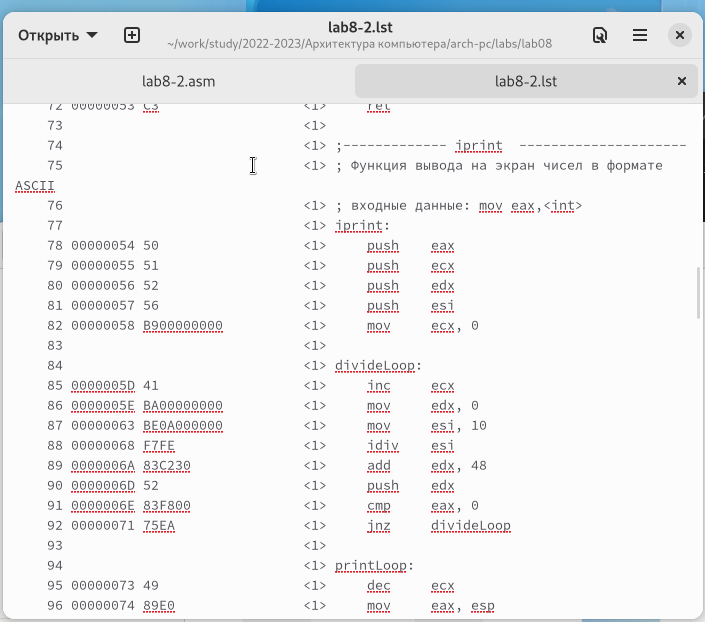 Открыть
lab8-2.lst
~/work/study/2022-2023/Архитектура компьютера/arch-pc/labs/lab08
lab8-2.asm
lab8-2.lst
72 00000053 C3 <1> ret
73 <1>
74 <1> ;------------- iprint ---------------------
75 <1> ; Функция вывода на экран чисел в формате
ASCII
76 <1> ; входные данные: mov eax,<int>
77 <1> iprint:
78 00000054 50 <1> push eax
79 00000055 51 <1> push ecx
80 00000056 52 <1> push edx
81 00000057 56 <1> push esi
82 00000058 B900000000 <1> mov ecx, 0
83 <1>
84 <1> divideLoop:
85 0000005D 41 <1> inc ecx
86 0000005E BA00000000 <1> mov edx, 0
87 00000063 BE0A000000 <1> mov esi, 10
88 00000068 F7FE <1> idiv esi
89 0000006A 83C230 <1> add edx, 48
90 0000006D 52 <1> push edx
91 0000006E 83F800 <1> cmp eax, 0
92 00000071 75EA <1> jnz divideLoop
93 <1>
94 <1> printLoop:
95 00000073 49 <1> dec ecx
96 00000074 89E0 <1> mov eax, esp